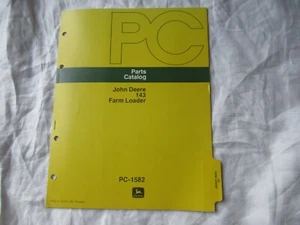 PC
Parts
Catalog
John Deere
143
Farm Loader
PC-1582